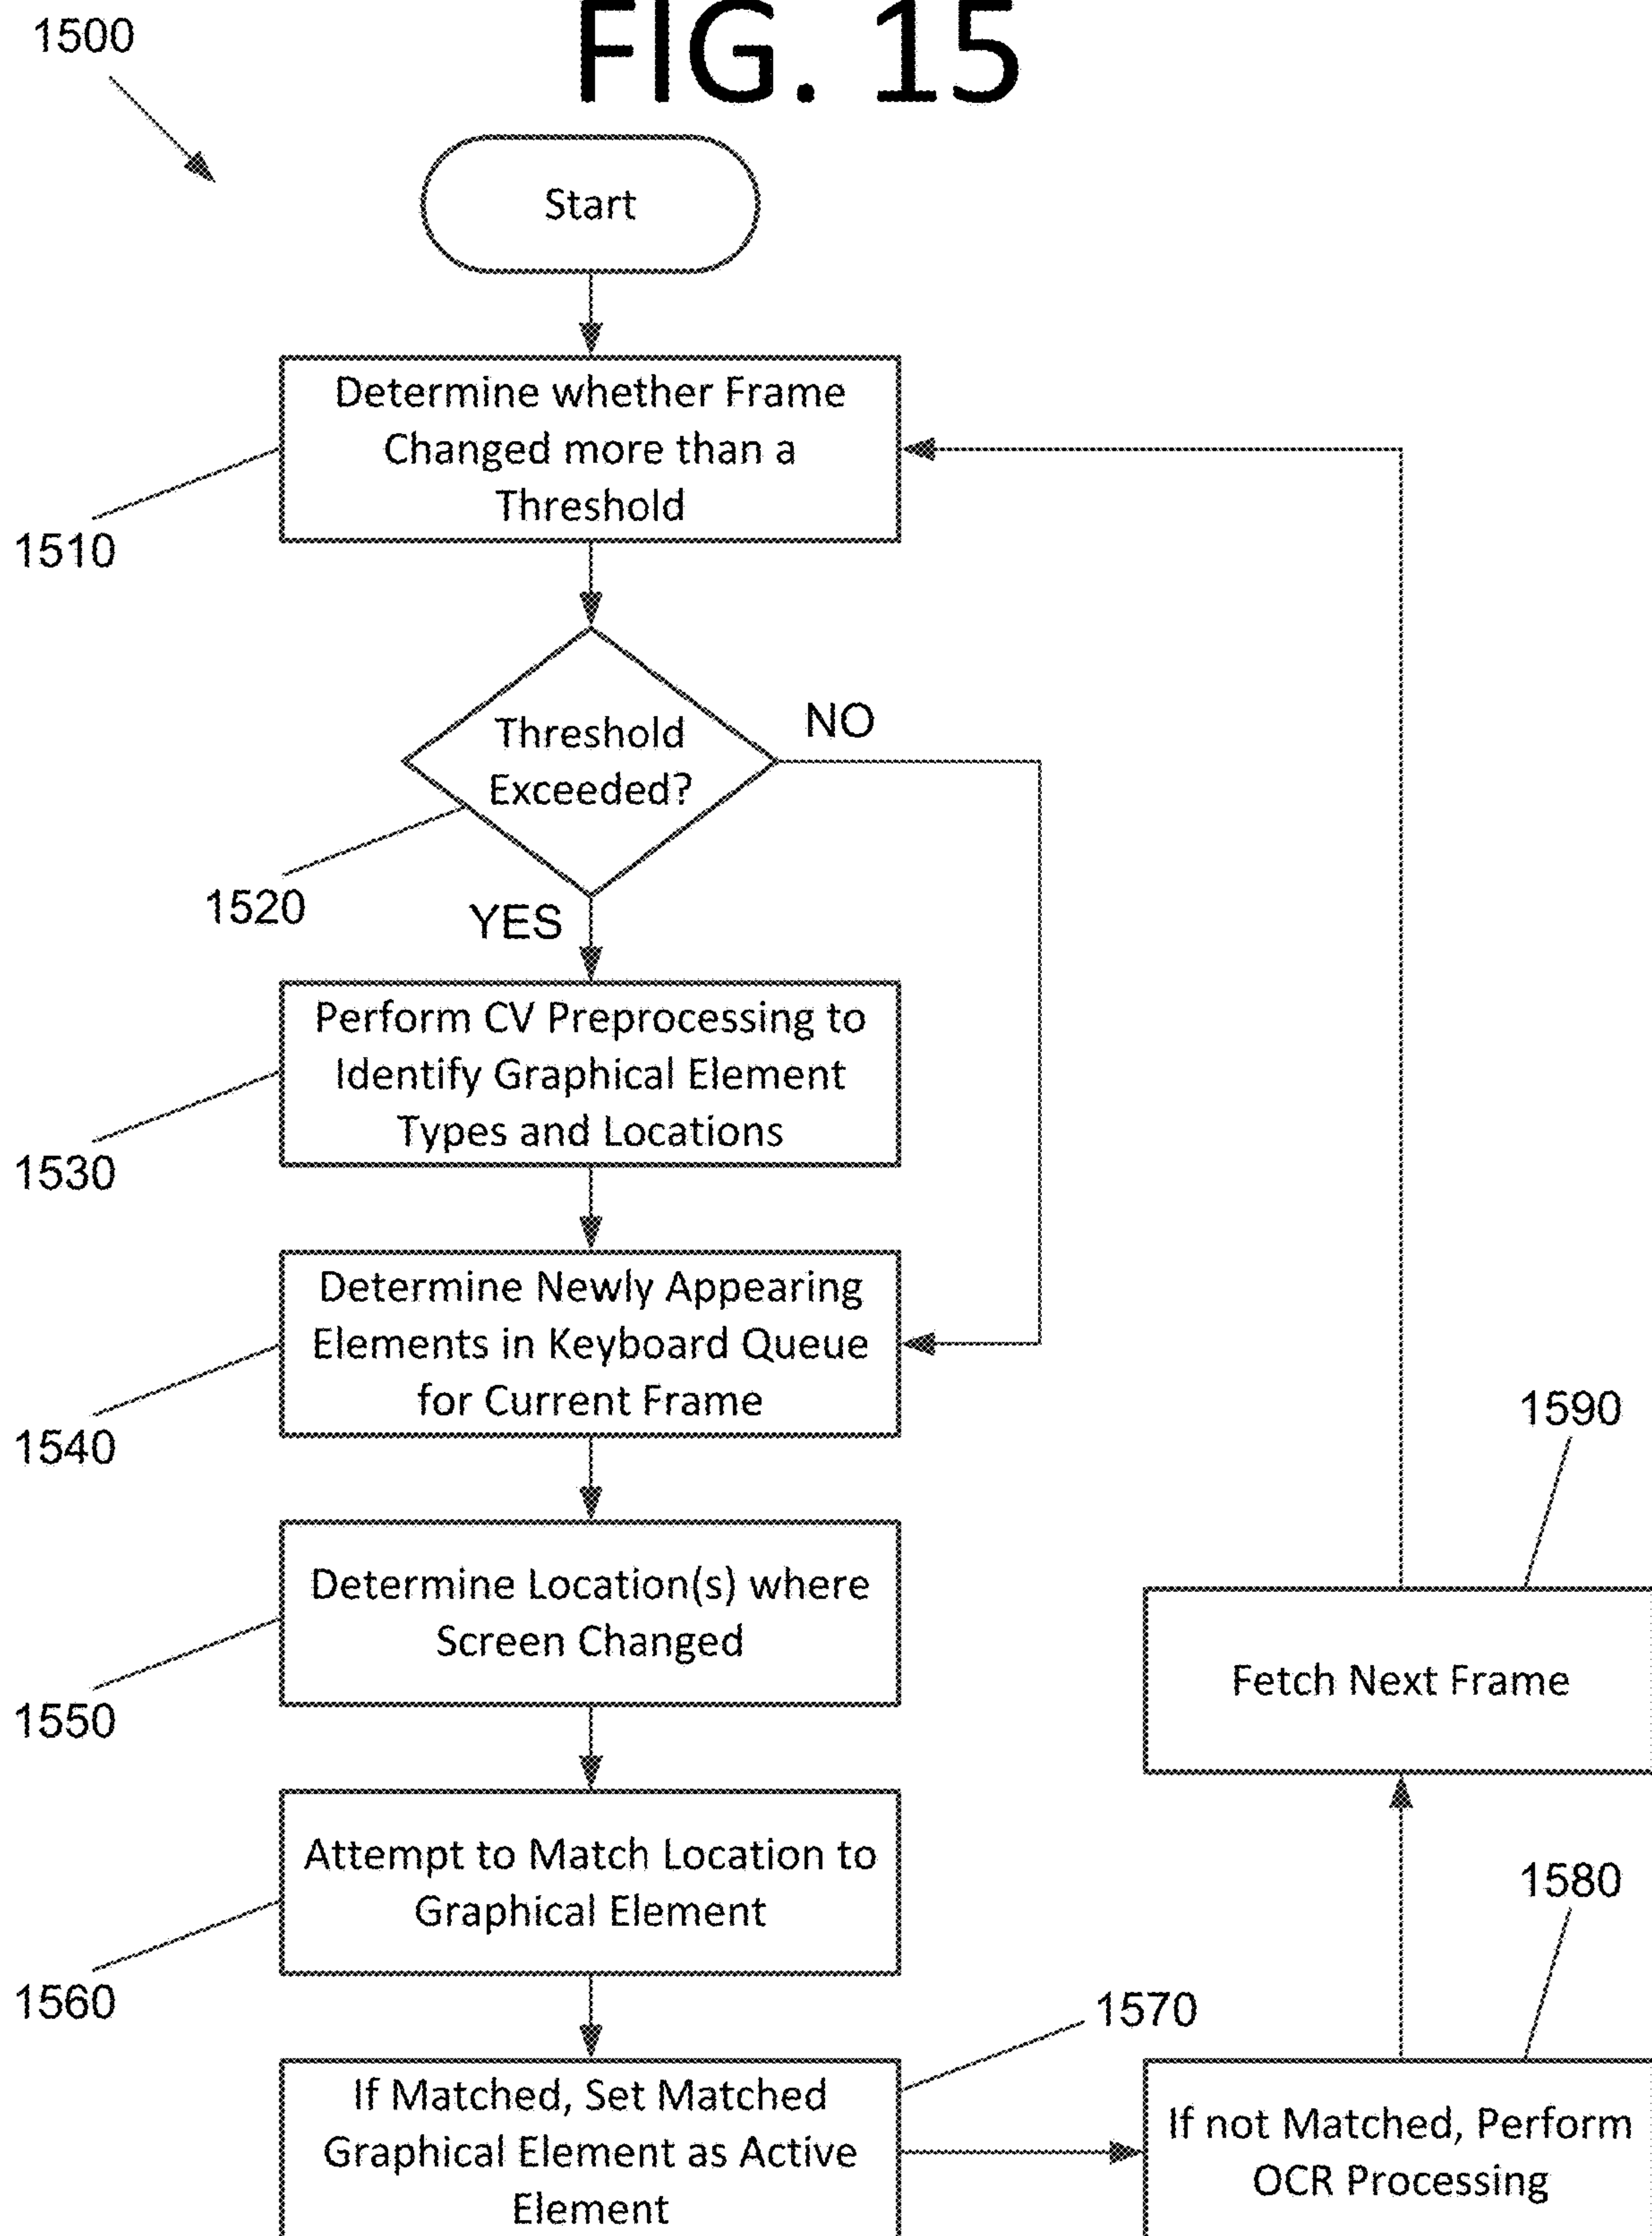 FIG. 15
1500
Start
Determine whether Frame
Changed more than a
Threshold
1510
Threshold
Exceeded?
NO
1520
YES
Perform CV Preprocessing to
Identify Graphical Element
Types and Locations
1530
Determine Newly Appearing
Elements in Keyboard Queue
for Current Frame
1540
Determine Location(s) where
Screen Changed
1550
Attempt to Match Location to
Graphical Element
1560
If Matched, Set Matched
Graphical Element as Active
Element
1570
If not Matched, Perform
OCR Processing
1580
Fetch Next Frame
1590